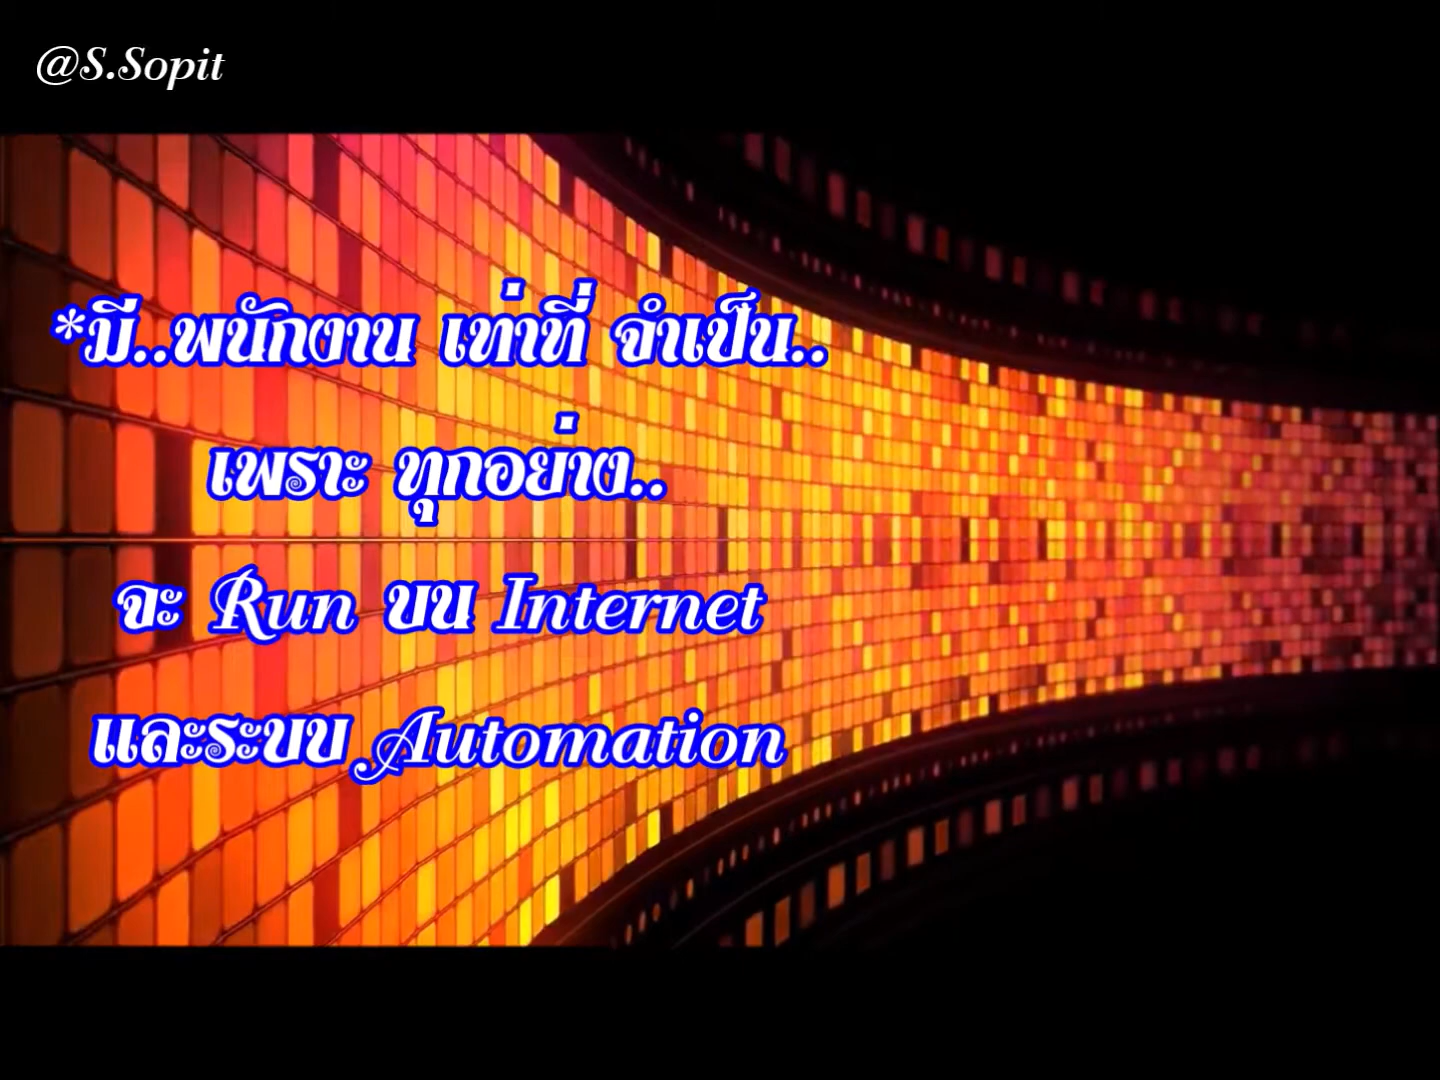 @S.Sopit
*มี..พนักงาน เท่าที่ จำเป็น..
เพราะ ทุกอย่าง..
จะ Run บน Internet
และระบบ Automation